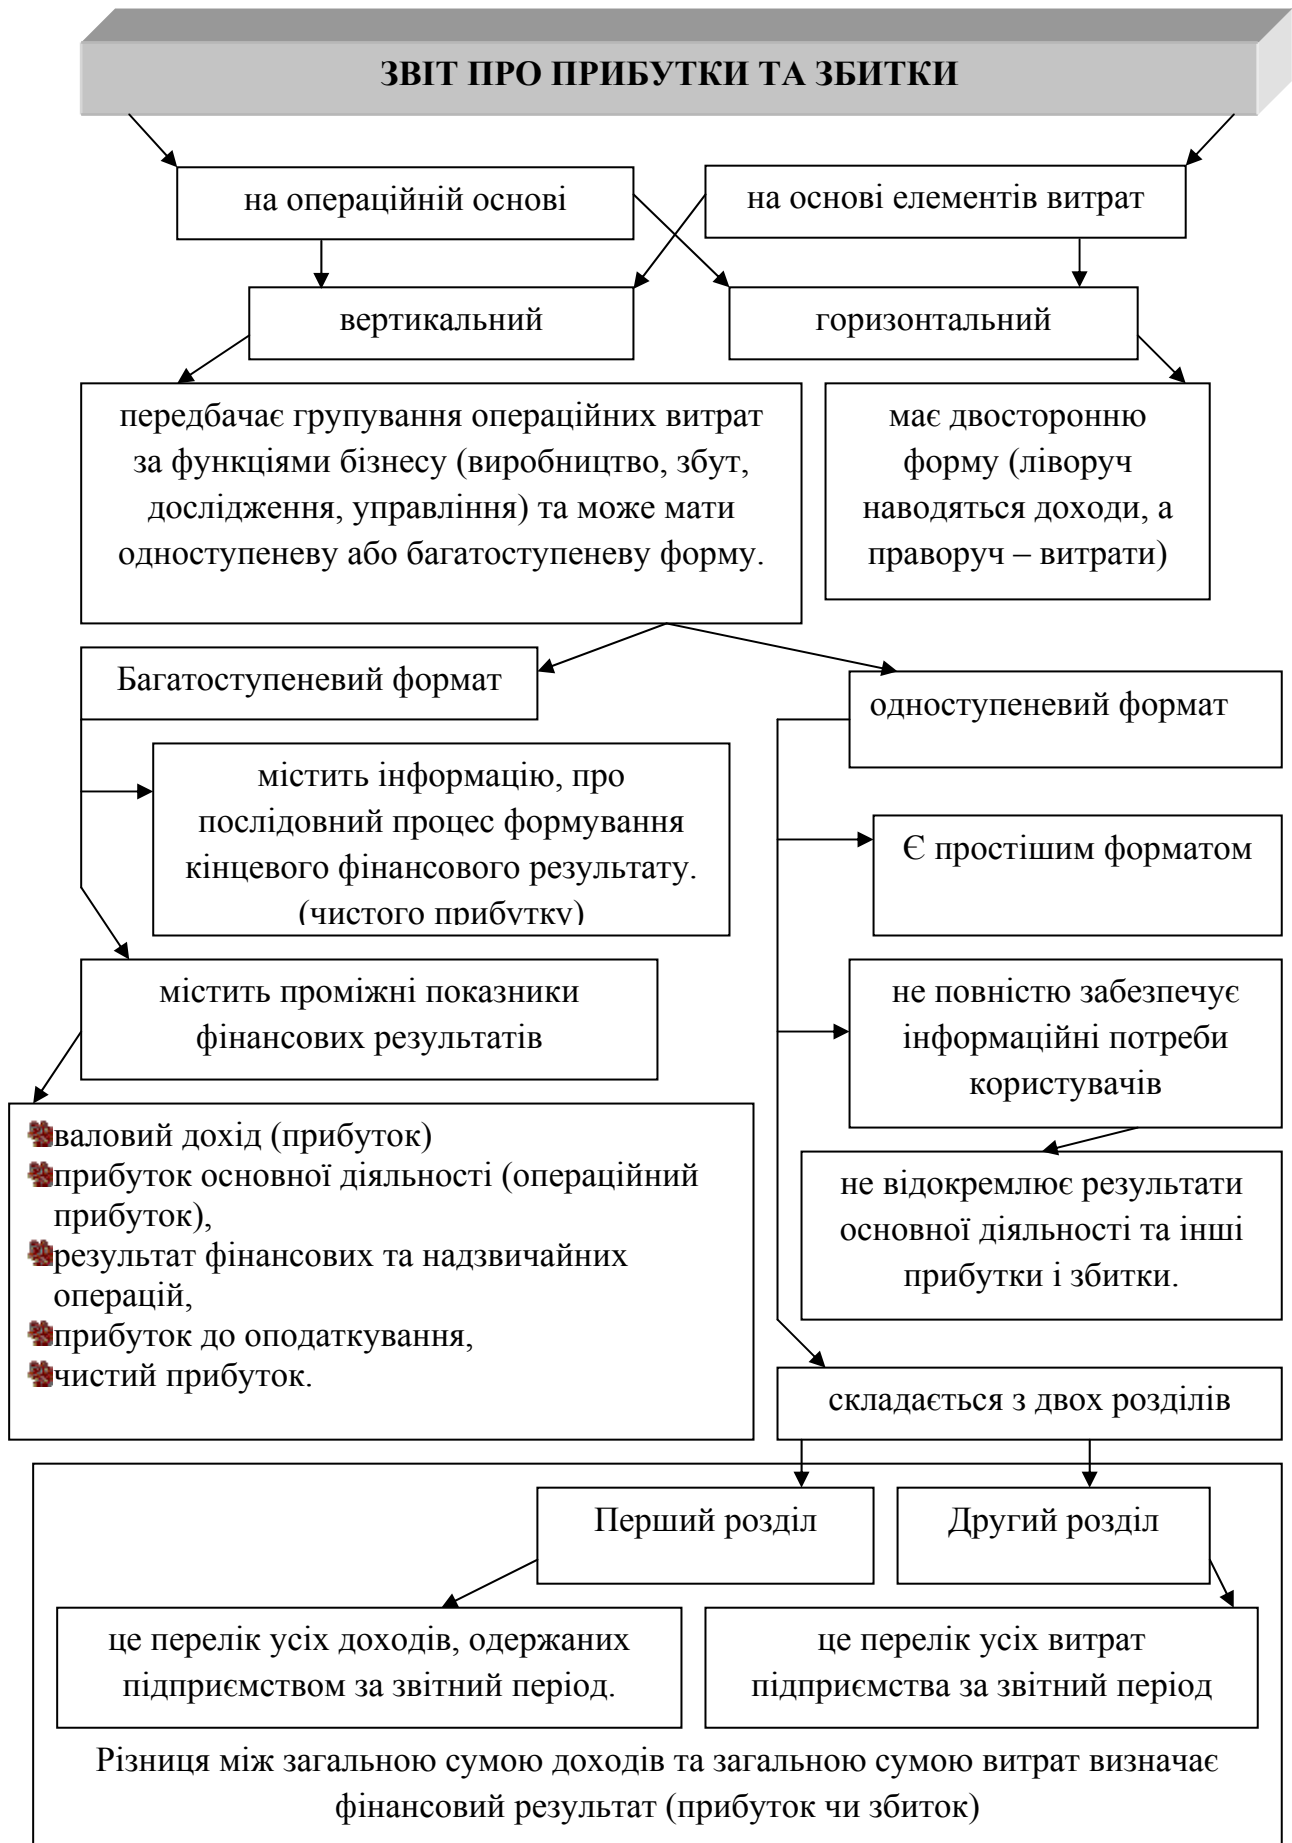 ЗВІТ ПРО ПРИБУТКИ ТА ЗБИТКИ
на операційній основі
на основі елементів витрат
вертикальний
горизонтальний
передбачає групування операційних витрат
за функціями бізнесу (виробництво, збут,
дослідження, управління) та може мати
одноступеневу або багатоступеневу форму.
має двосторонню
форму (ліворуч
наводяться доходи, а
праворуч – витрати)
Багатоступеневий формат
одноступеневий формат
містить інформацію, про
послідовний процес формування
кінцевого фінансового результату.
(чистого прибутку)
Є простішим форматом
містить проміжні показники
фінансових результатів
не повністю забезпечує
інформаційні потреби
користувачів
валовий дохід (прибуток)
прибуток основної діяльності (операційний
прибуток),
результат фінансових та надзвичайних
операцій,
прибуток до оподаткування,
чистий прибуток.
не відокремлює результати
основної діяльності та інші
прибутки і збитки.
складається з двох розділів
Перший розділ
Другий розділ
це перелік усіх доходів, одержаних
підприємством за звітний період.
це перелік усіх витрат
підприємства за звітний період
Різниця між загальною сумою доходів та загальною сумою витрат визначає
фінансовий результат (прибуток чи збиток)